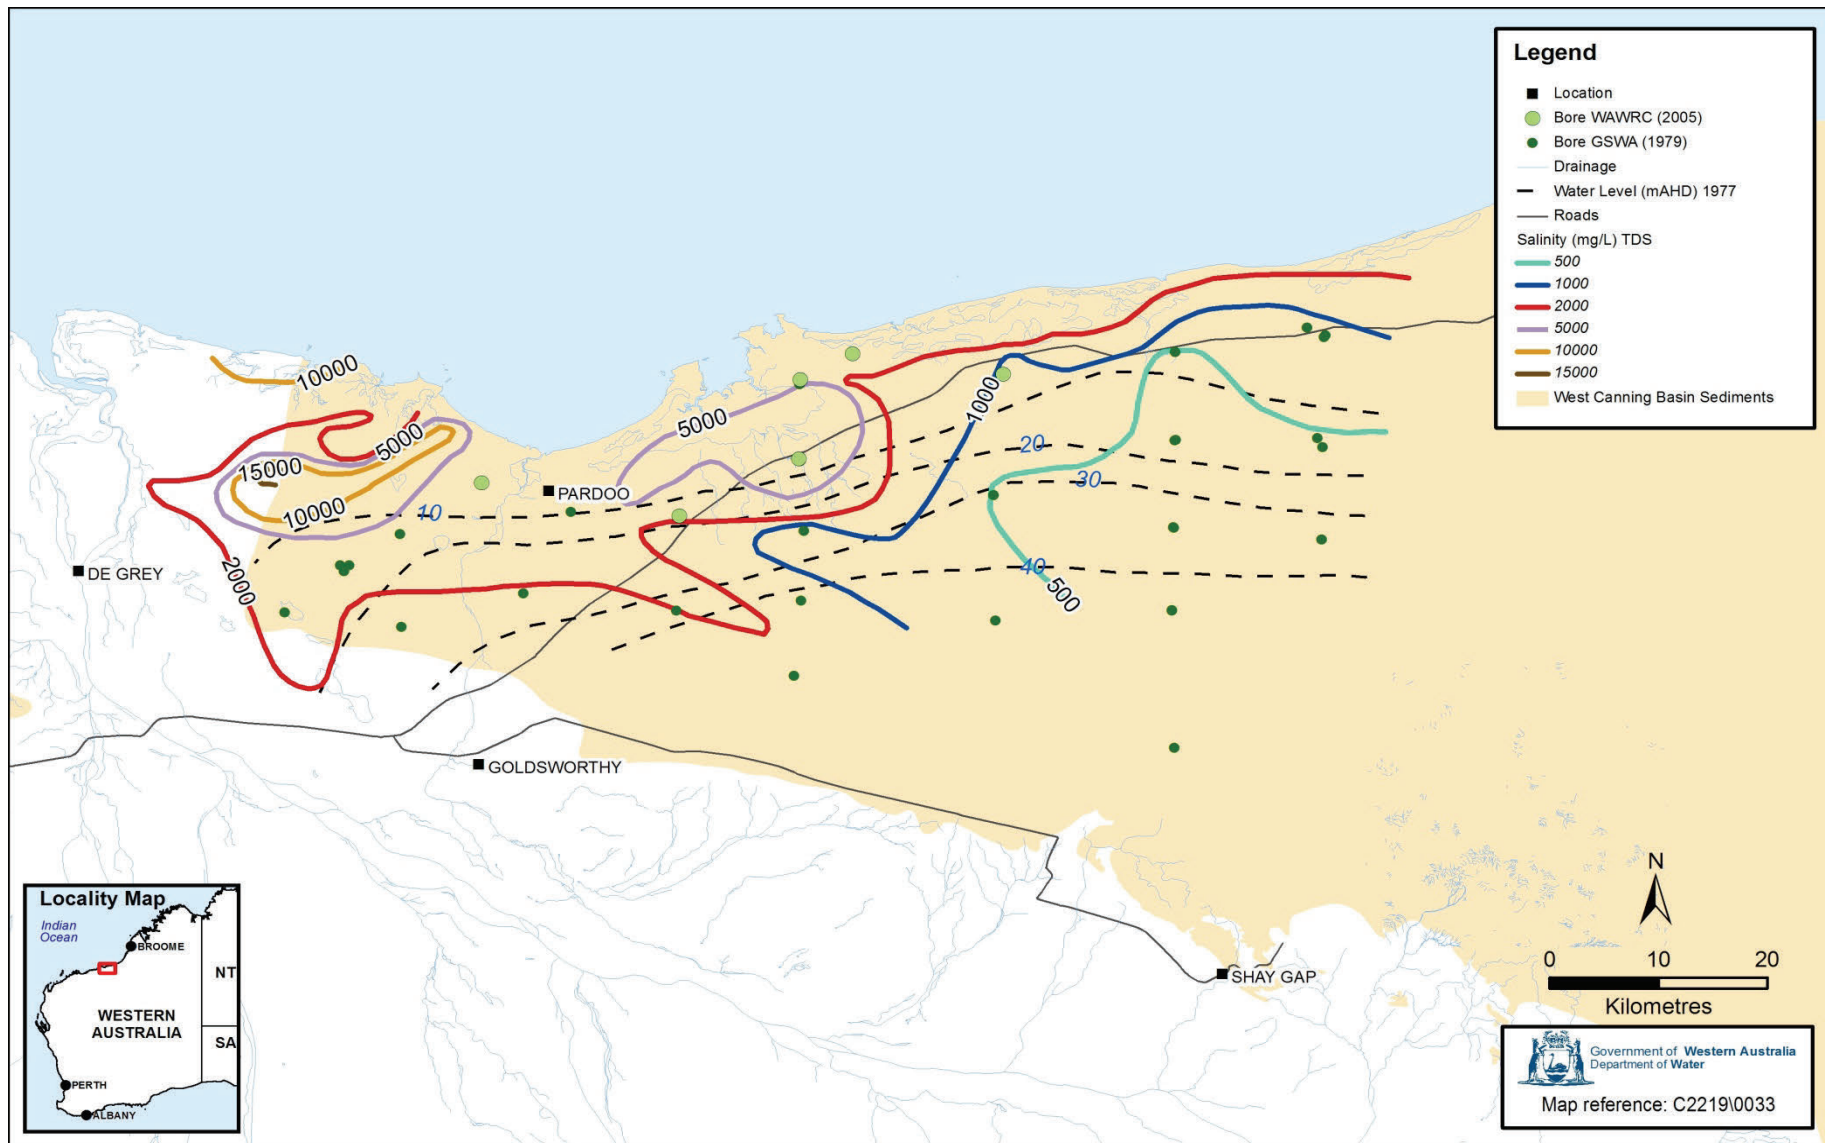 Legend
Location
Bore WAWRC (2005)
Bore GSWA (1979)
Drainage
Water Level (mAHD) 1977
Roads
Salinity (mg/L) TDS
500
1000
2000
5000
10000
15000
West Canning Basin Sediments
10000
5000
15000
10000
2000
5000
1000
500
10
20
30
40
PARDOO
DE GREY
GOLDSWORTHY
SHAY GAP
Locality Map
Indian
Ocean
BROOME
NT
WESTERN
AUSTRALIA
SA
PERTH
ALBANY
N
0 10 20
Kilometres
Government of Western Australia
Department of Water
Map reference: C2219\0033